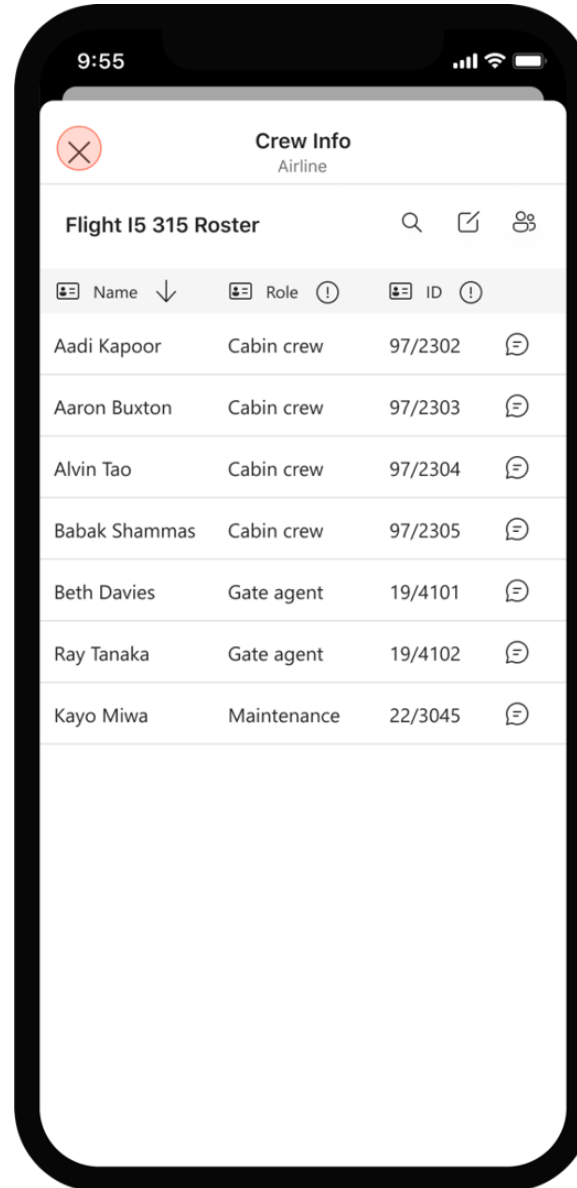 9:55
Crew Info
Airline
Flight I5 315 Roster
Name Role ID
Aadi Kapoor Cabin crew 97/2302
Aaron Buxton Cabin crew 97/2303
Alvin Tao Cabin crew 97/2304
Babak Shammas Cabin crew 97/2305
Beth Davies Gate agent 19/4101
Ray Tanaka Gate agent 19/4102
Kayo Miwa Maintenance 22/3045